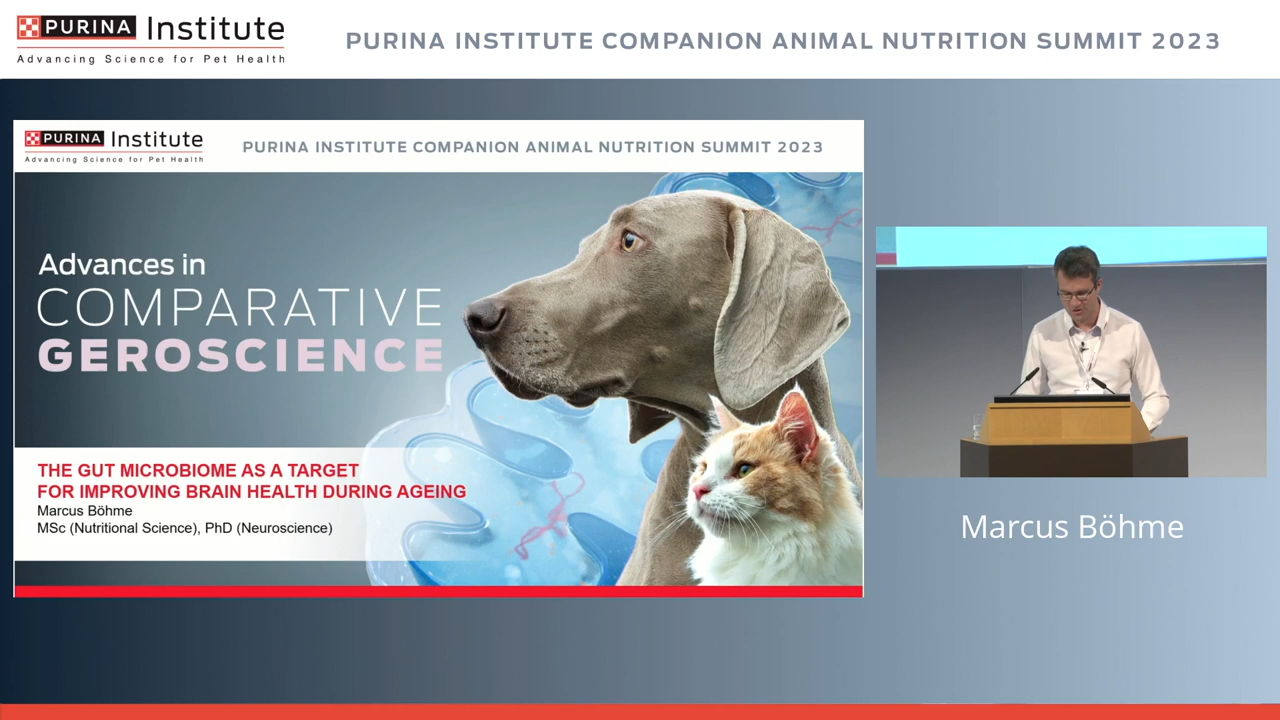 PURINA Institute
Advancing Science for Pet Health
PURINA INSTITUTE COMPANION ANIMAL NUTRITION SUMMIT 2023
PURINA Institute
Advancing Science for Pet Health
PURINA INSTITUTE COMPANION ANIMAL NUTRITION SUMMIT 2023
Advances in
COMPARATIVE
GEROSCIENCE
THE GUT MICROBIOME AS A TARGET
FOR IMPROVING BRAIN HEALTH DURING AGEING
Marcus Böhme
MSc (Nutritional Science), PhD (Neuroscience)
Marcus Böhme